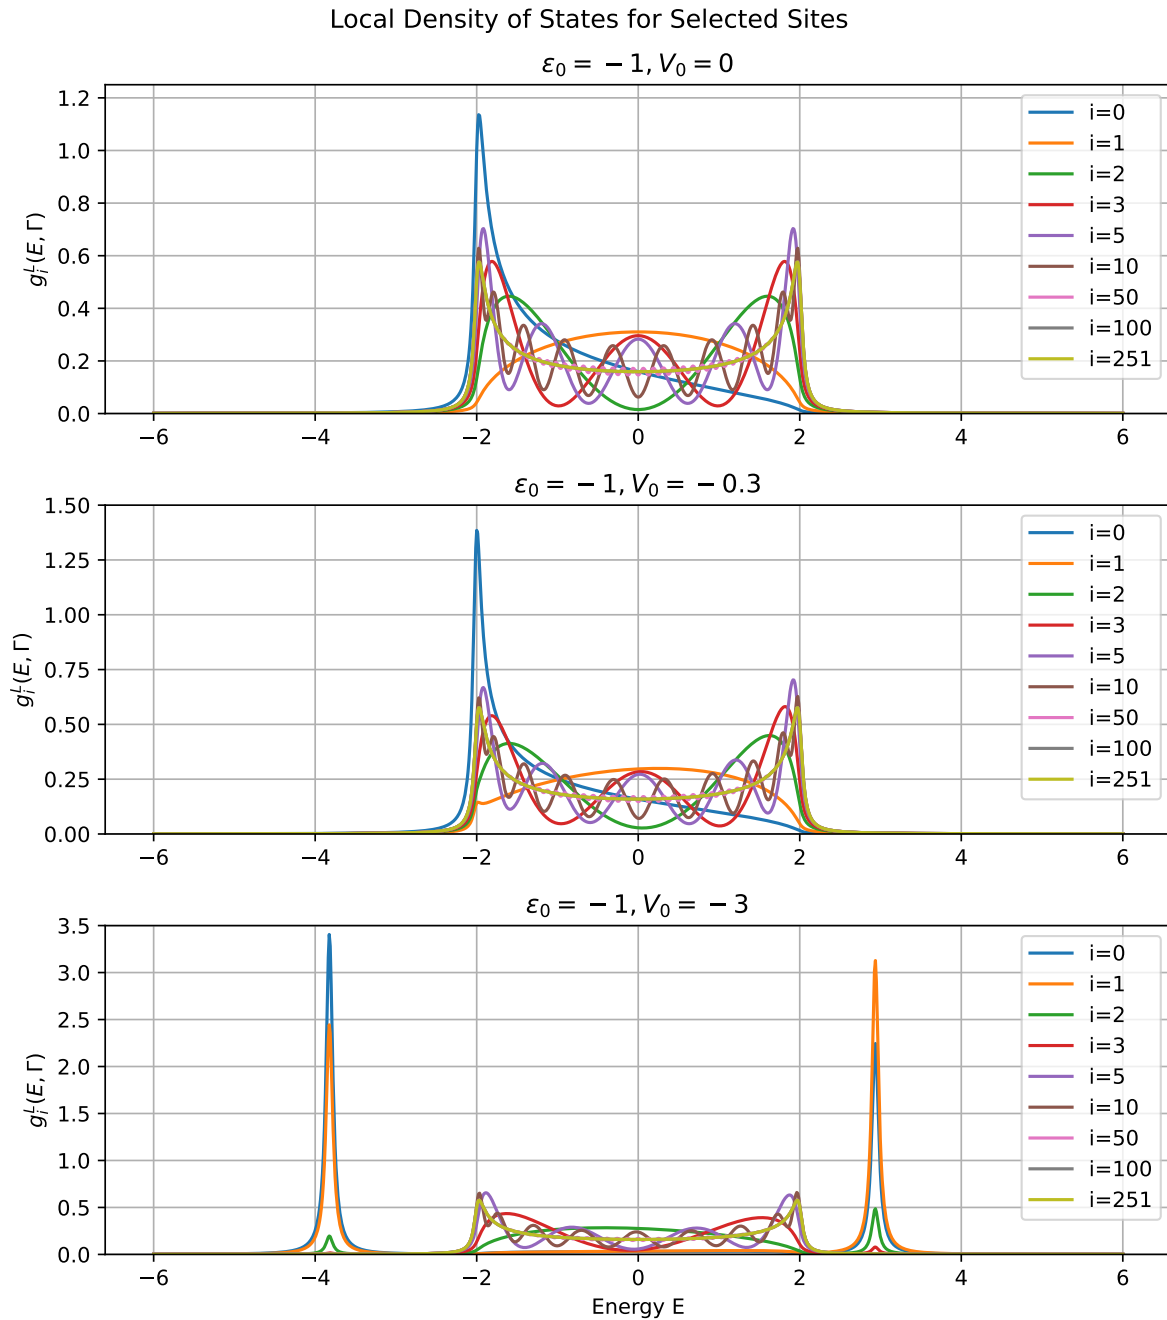 Local Density of States for Selected Sites
ε₀ = −1, V₀ = 0
1.2
1.0
0.8
0.6
0.4
0.2
0.0
gᵢᴸ(E, Γ)
−6 −4 −2 0 2 4 6
i=0
i=1
i=2
i=3
i=5
i=10
i=50
i=100
i=251
ε₀ = −1, V₀ = −0.3
1.50
1.25
1.00
0.75
0.50
0.25
0.00
gᵢᴸ(E, Γ)
−6 −4 −2 0 2 4 6
i=0
i=1
i=2
i=3
i=5
i=10
i=50
i=100
i=251
ε₀ = −1, V₀ = −3
3.5
3.0
2.5
2.0
1.5
1.0
0.5
0.0
gᵢᴸ(E, Γ)
−6 −4 −2 0 2 4 6
i=0
i=1
i=2
i=3
i=5
i=10
i=50
i=100
i=251
Energy E